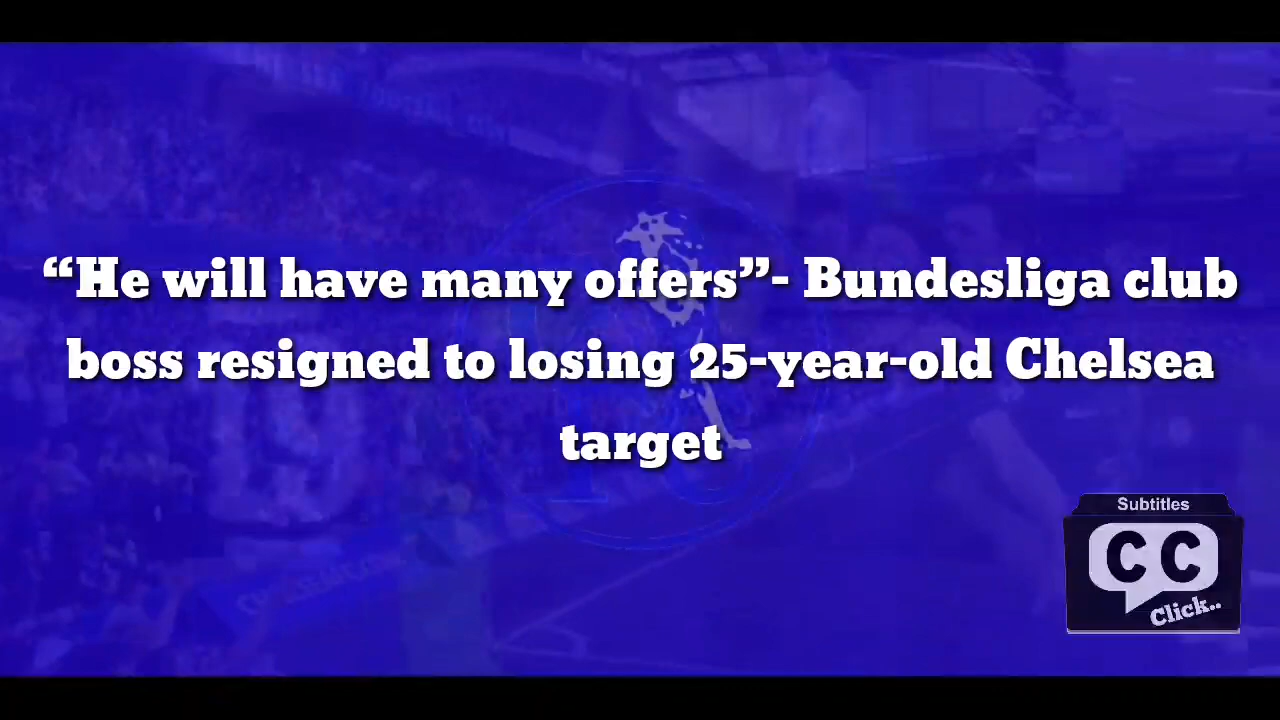 “He will have many offers”- Bundesliga club
boss resigned to losing 25-year-old Chelsea
target
Subtitles
CC
Click..